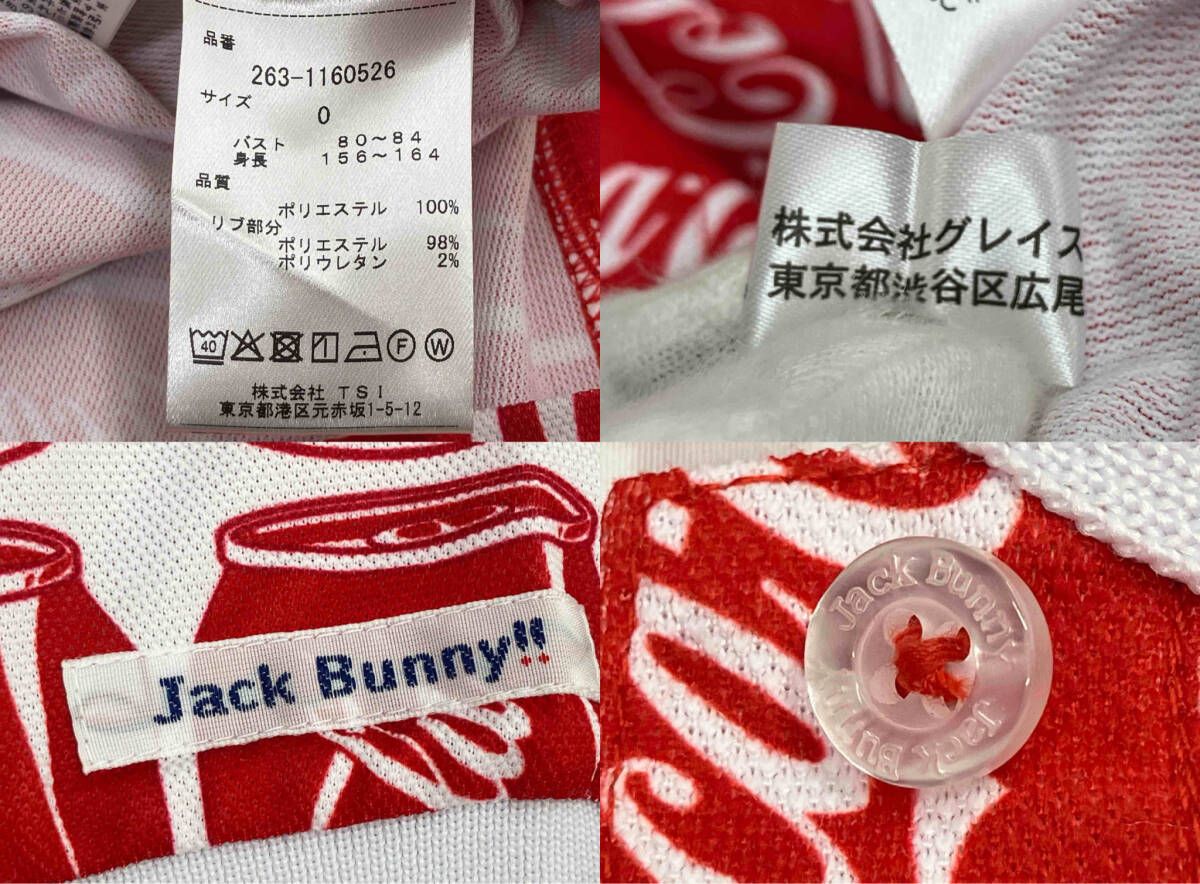 品番
263-1160526
サイズ
0
バスト 80～84
身長 156～164
品質
ポリエステル 100%
リブ部分
ポリエステル 98%
ポリウレタン 2%
40
F W
株式会社 TSI
東京都港区元赤坂1-5-12
株式会社グレイス
東京都渋谷区広尾
Jack Bunny!!
Jack Bunny
Jack Bunny